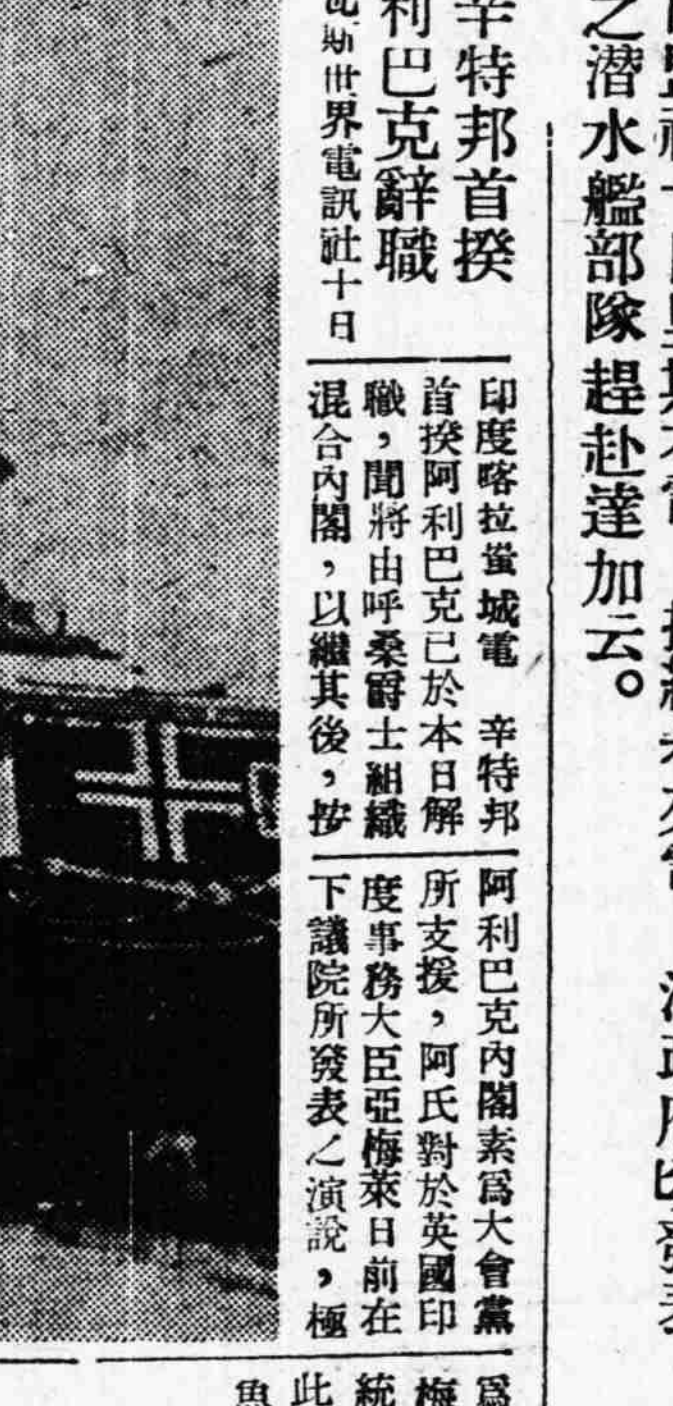 之潛水艦部隊趕赴達加云。
辛特邦首揆
利巴克辭職
瓦斯世界電訊社十日
印度喀拉蚩城電　辛特邦
首揆阿利巴克已於本日解
職，聞將由呼桑爵士組織
混合內閣，以繼其後，按
阿利巴克內閣素爲大會黨
所支援，阿氏對於英國印
度事務大臣亞梅萊日前在
下議院所發表之演說，極
爲
梅
統
此